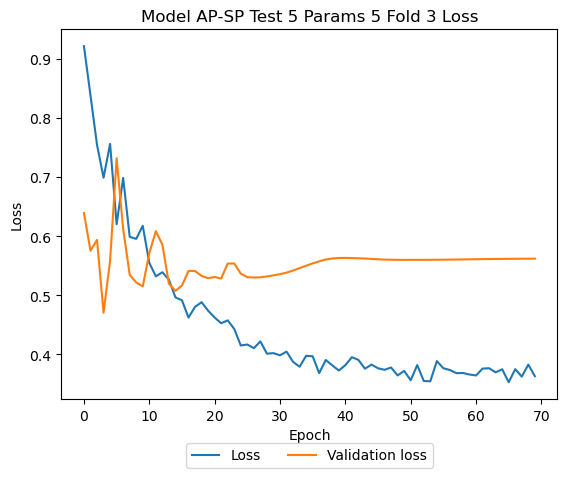 Model AP-SP Test 5 Params 5 Fold 3 Loss
0.9
0.8
0.7
0.6
0.5
0.4
Loss
0 10 20 30 40 50 60 70
Epoch
Loss Validation loss